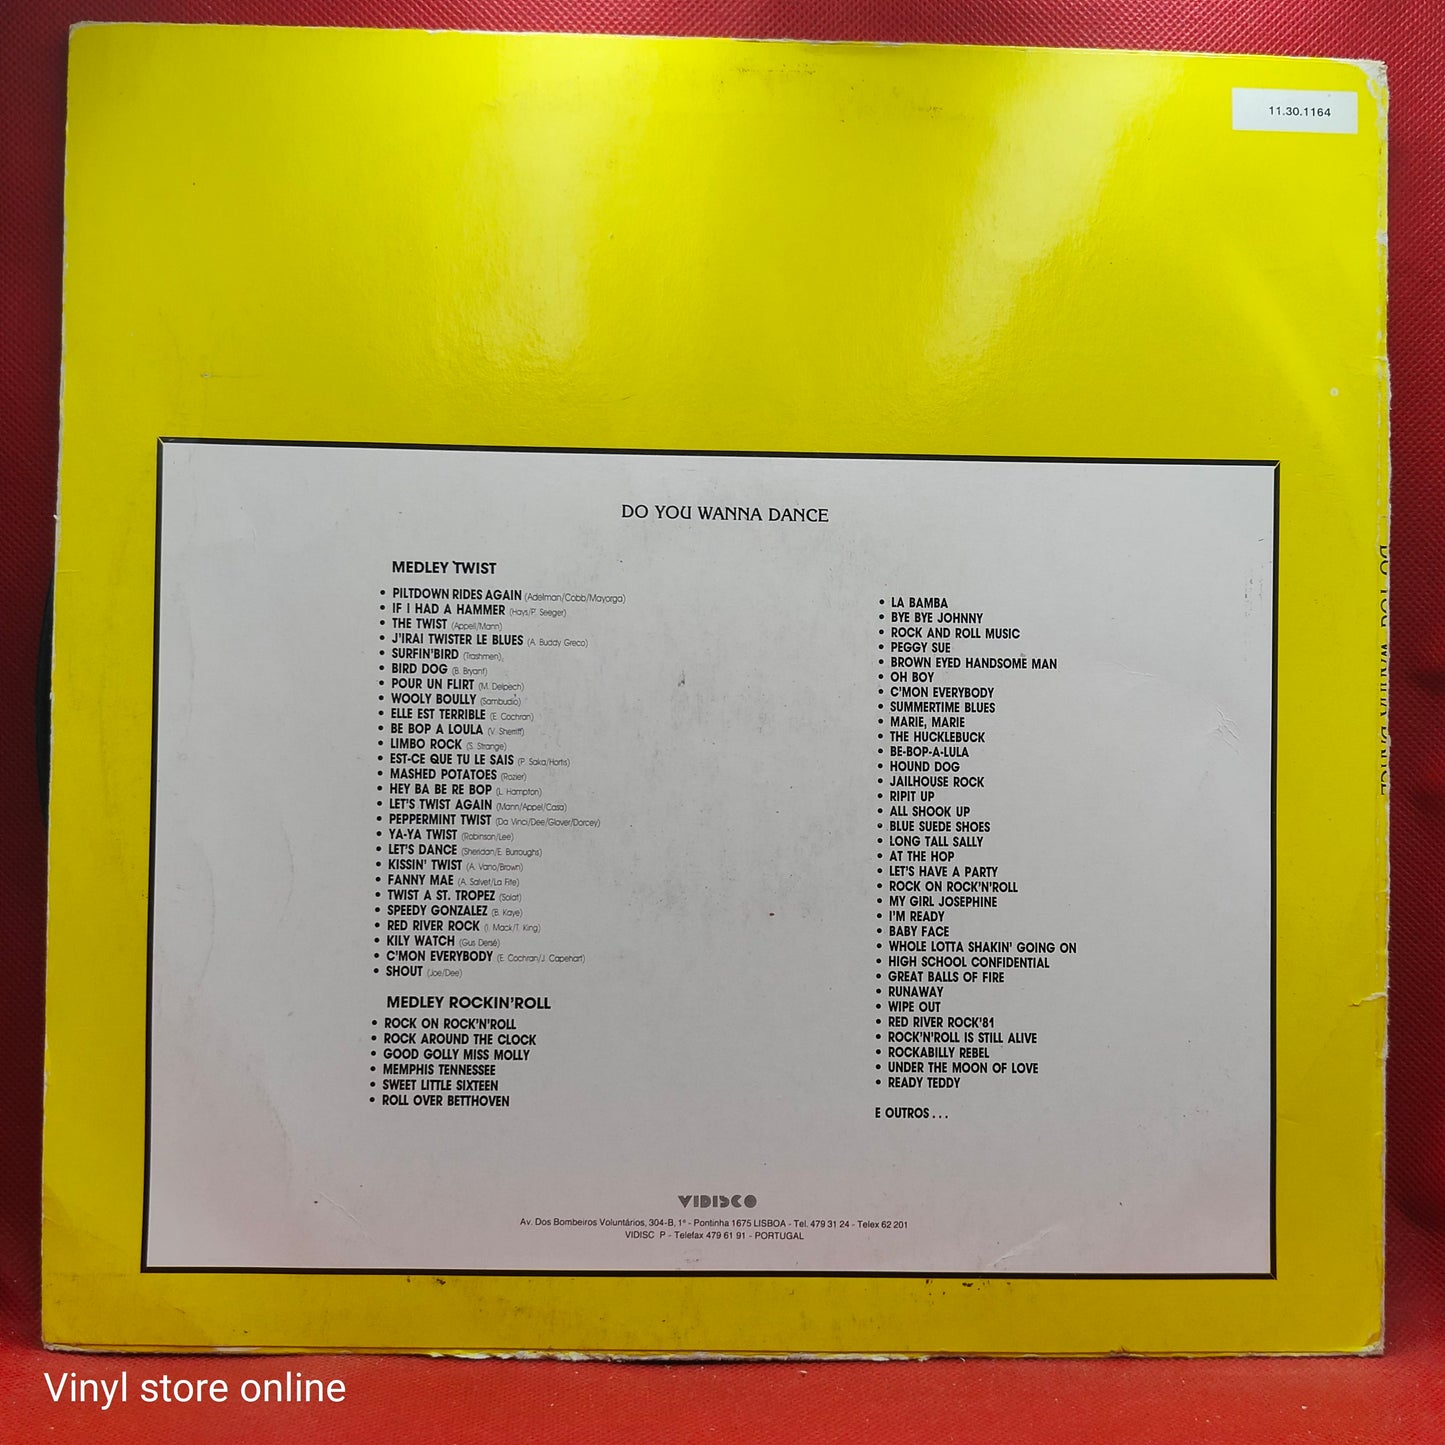 11.30.1164
DO YOU WANNA DANCE
MEDLEY TWIST
• PILTDOWN RIDES AGAIN (Adelman/Cobb/Mayorga)
• IF I HAD A HAMMER (Hays/P. Seeger)
• THE TWIST (Appell/Mann)
• J'IRAI TWISTER LE BLUES (A. Buddy Greco)
• SURFIN'BIRD (Trashmen)
• BIRD DOG (B. Bryant)
• POUR UN FLIRT (M. Delpech)
• WOOLY BOULLY (Sambudio)
• ELLE EST TERRIBLE (E. Cochran)
• BE BOP A LOULA (V. Sherriff)
• LIMBO ROCK (S. Strange)
• EST-CE QUE TU LE SAIS (P. Saka/Hortis)
• MASHED POTATOES (Rozier)
• HEY BA BE RE BOP (L. Hampton)
• LET'S TWIST AGAIN (Mann/Appel/Casa)
• PEPPERMINT TWIST (Da Vinci/Dee/Glover/Dorcey)
• YA-YA TWIST (Robinson/Lee)
• LET'S DANCE (Sheridan/E. Burroughs)
• KISSIN' TWIST (A. Vano/Brown)
• FANNY MAE (A. Salvet/La Fite)
• TWIST A ST. TROPEZ (Solat)
• SPEEDY GONZALEZ (B. Kaye)
• RED RIVER ROCK (I. Mack/T. King)
• KILY WATCH (Gus Dersé)
• C'MON EVERYBODY (E. Cochran/J. Capehart)
• SHOUT (Joe/Dee)
MEDLEY ROCKIN'ROLL
• ROCK ON ROCK'N'ROLL
• ROCK AROUND THE CLOCK
• GOOD GOLLY MISS MOLLY
• MEMPHIS TENNESSEE
• SWEET LITTLE SIXTEEN
• ROLL OVER BETTHOVEN
• LA BAMBA
• BYE BYE JOHNNY
• ROCK AND ROLL MUSIC
• PEGGY SUE
• BROWN EYED HANDSOME MAN
• OH BOY
• C'MON EVERYBODY
• SUMMERTIME BLUES
• MARIE, MARIE
• THE HUCKLEBUCK
• BE-BOP-A-LULA
• HOUND DOG
• JAILHOUSE ROCK
• RIPIT UP
• ALL SHOOK UP
• BLUE SUEDE SHOES
• LONG TALL SALLY
• AT THE HOP
• LET'S HAVE A PARTY
• ROCK ON ROCK'N'ROLL
• MY GIRL JOSEPHINE
• I'M READY
• BABY FACE
• WHOLE LOTTA SHAKIN' GOING ON
• HIGH SCHOOL CONFIDENTIAL
• GREAT BALLS OF FIRE
• RUNAWAY
• WIPE OUT
• RED RIVER ROCK'81
• ROCK'N'ROLL IS STILL ALIVE
• ROCKABILLY REBEL
• UNDER THE MOON OF LOVE
• READY TEDDY
E OUTROS...
VIDISCO
Av. Dos Bombeiros Voluntários, 304-B, 1º - Pontinha 1675 LISBOA - Tel. 479 31 24 - Telex 62 201
VIDISC P - Telefax 479 61 91 - PORTUGAL
DO YOU WANNA DANCE
Vinyl store online